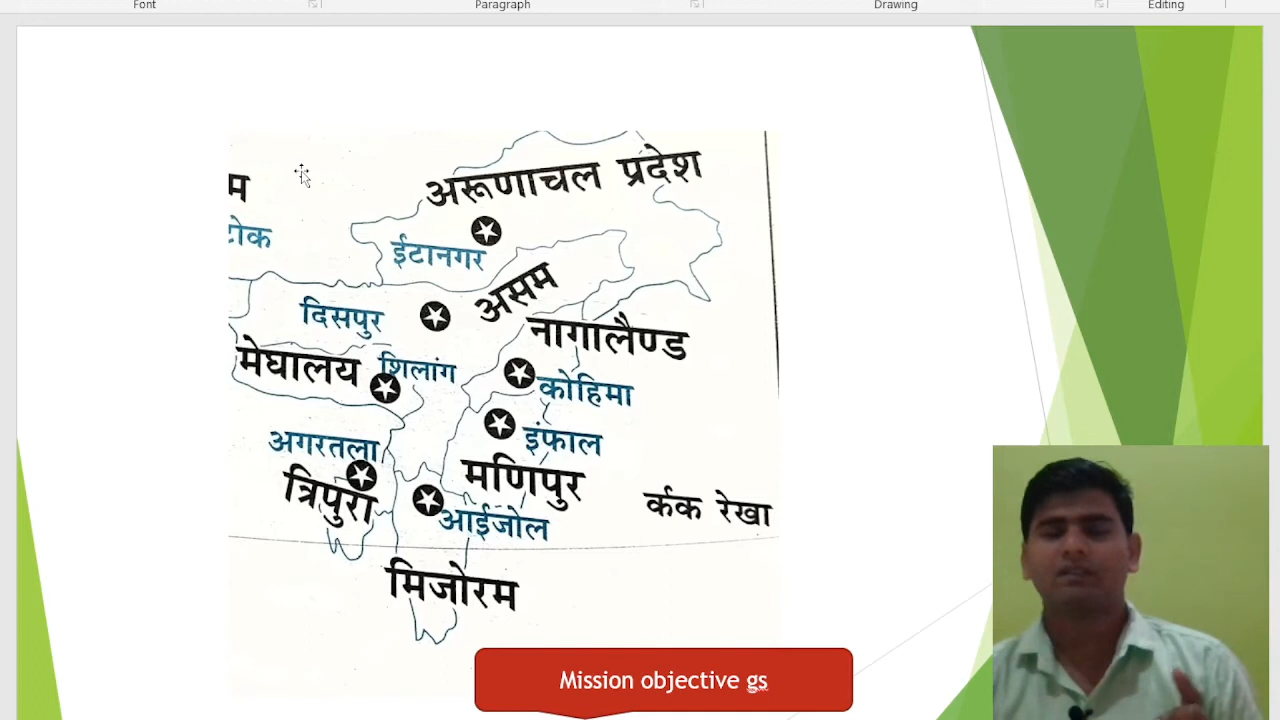 Font Paragraph Drawing Editing
अरूणाचल प्रदेश
म
टोक
ईटानगर
असम
दिसपुर
नागालैण्ड
मेघालय
शिलांग
कोहिमा
इंफाल
अगरतला
मणिपुर
त्रिपुरा
कर्क रेखा
आईजोल
मिजोरम
Mission objective gs